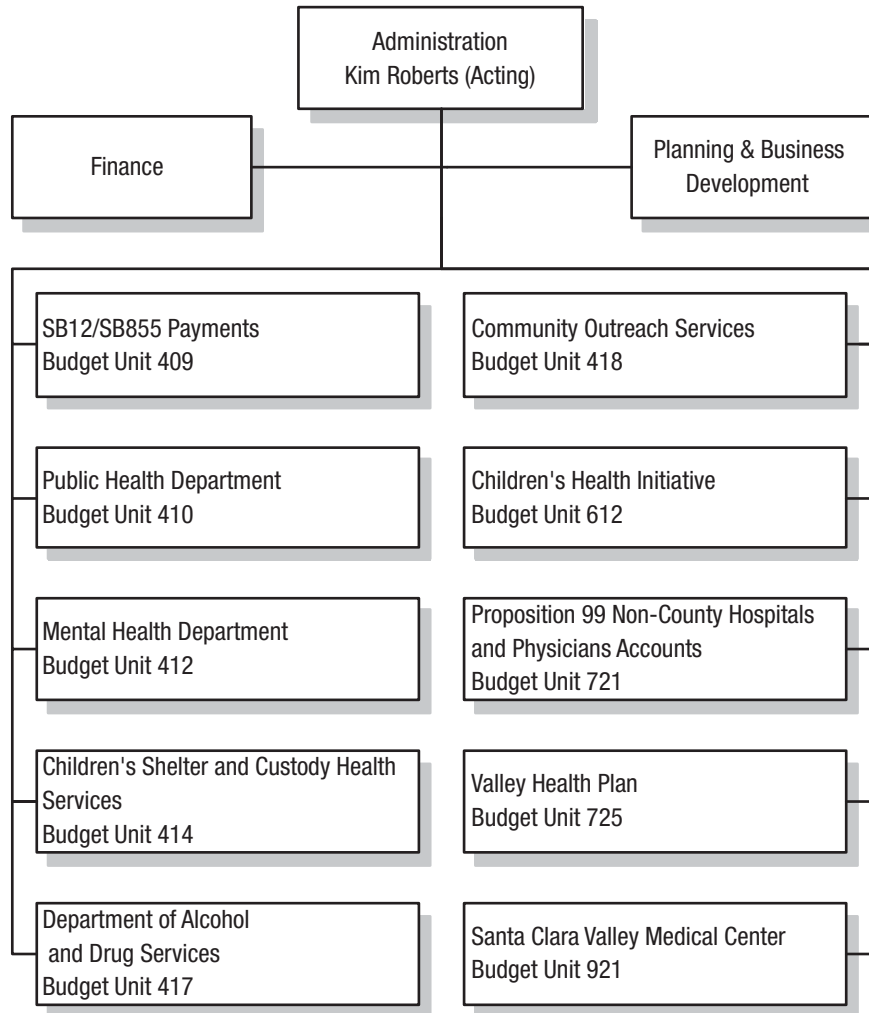 Administration
Kim Roberts (Acting)
Finance
Planning & Business
Development
SB12/SB855 Payments
Budget Unit 409
Community Outreach Services
Budget Unit 418
Public Health Department
Budget Unit 410
Children's Health Initiative
Budget Unit 612
Mental Health Department
Budget Unit 412
Proposition 99 Non-County Hospitals
and Physicians Accounts
Budget Unit 721
Children's Shelter and Custody Health
Services
Budget Unit 414
Valley Health Plan
Budget Unit 725
Department of Alcohol
and Drug Services
Budget Unit 417
Santa Clara Valley Medical Center
Budget Unit 921